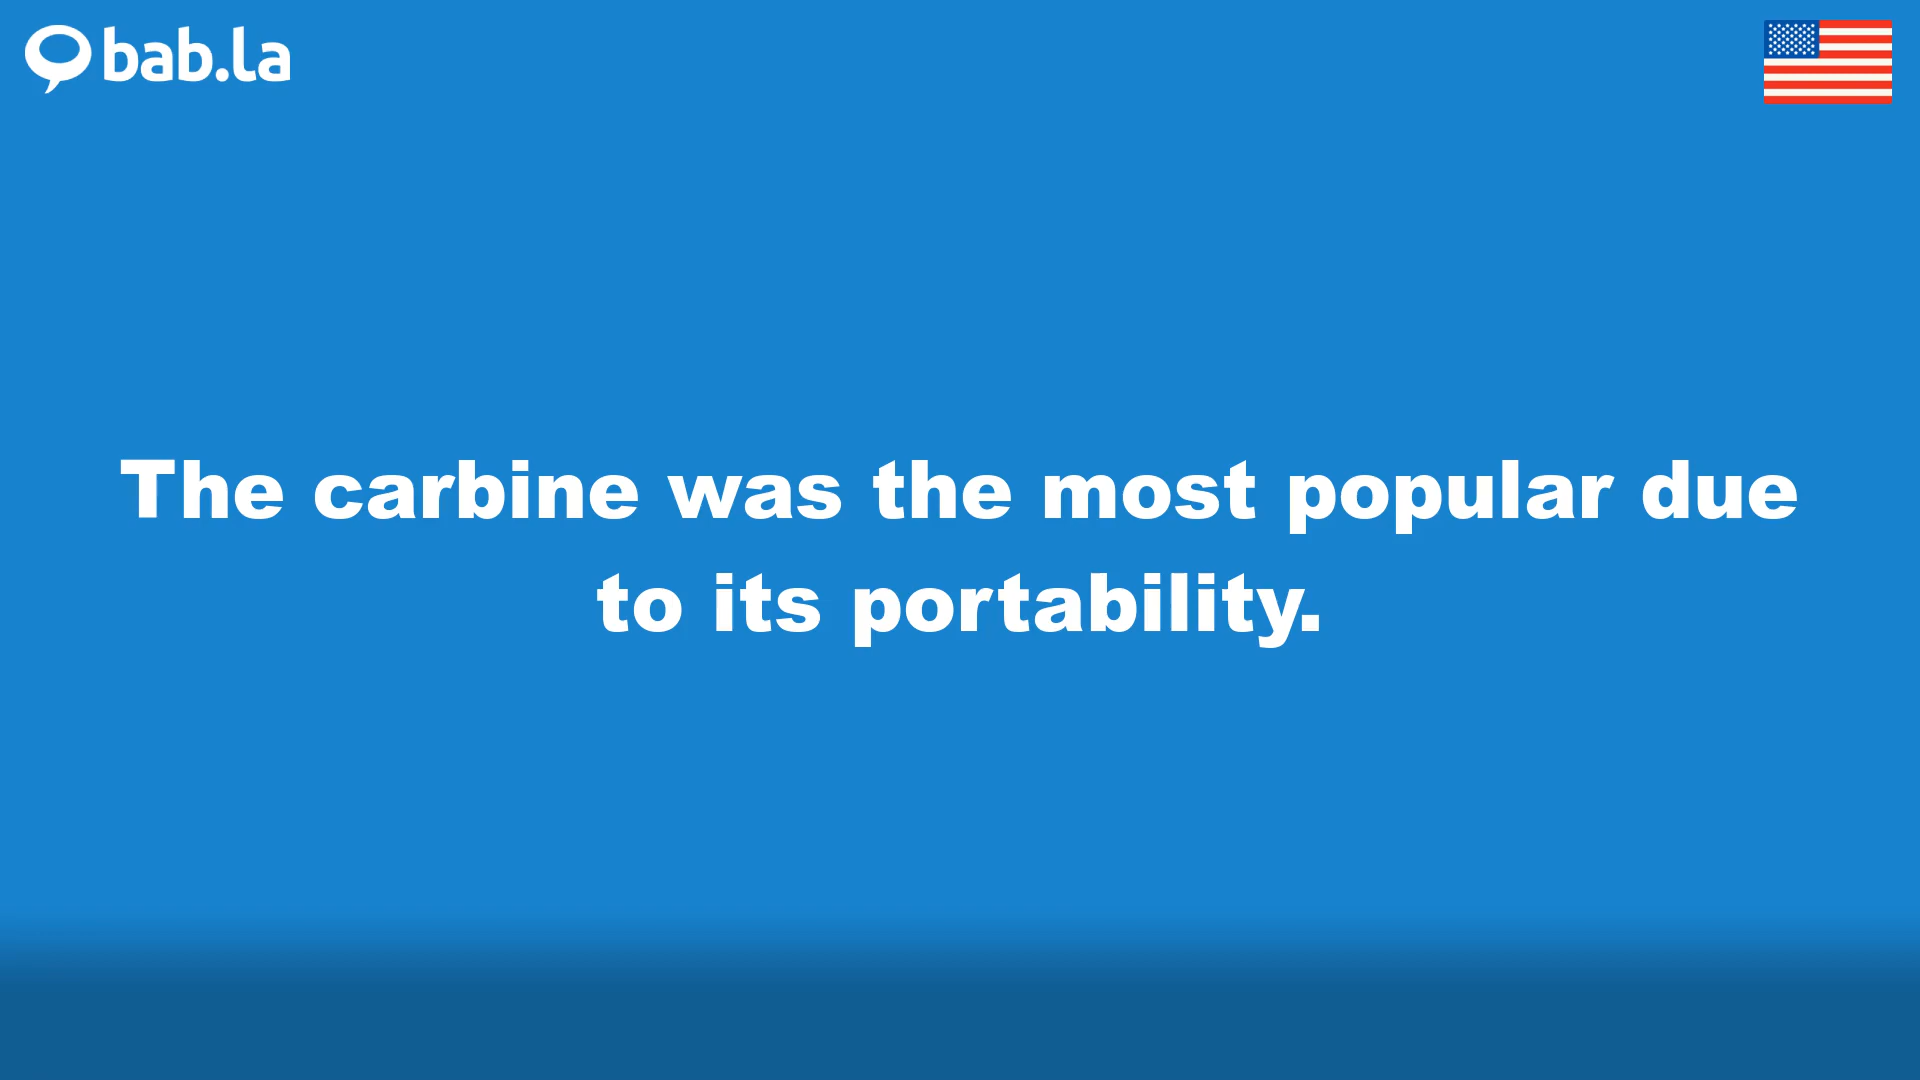 bab.la
The carbine was the most popular due
to its portability.